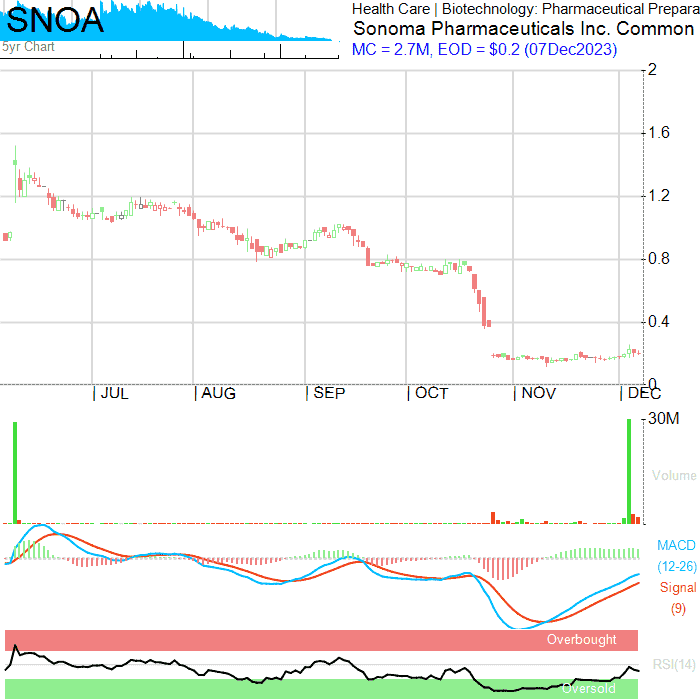 SNOA
5yr Chart
Health Care | Biotechnology: Pharmaceutical Prepara
Sonoma Pharmaceuticals Inc. Common
MC = 2.7M, EOD = $0.2 (07Dec2023)
2
1.6
1.2
0.8
0.4
0
JUL
AUG
SEP
OCT
NOV
DEC
30M
Volume
MACD
(12-26)
Signal
(9)
Overbought
RSI(14)
Oversold